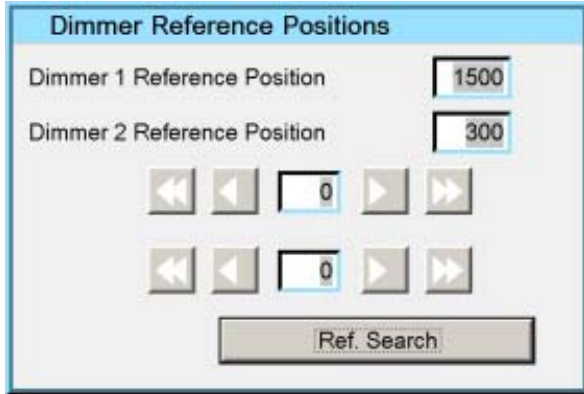 Dimmer Reference Positions
Dimmer 1 Reference Position 1500
Dimmer 2 Reference Position 300
0
0
Ref. Search